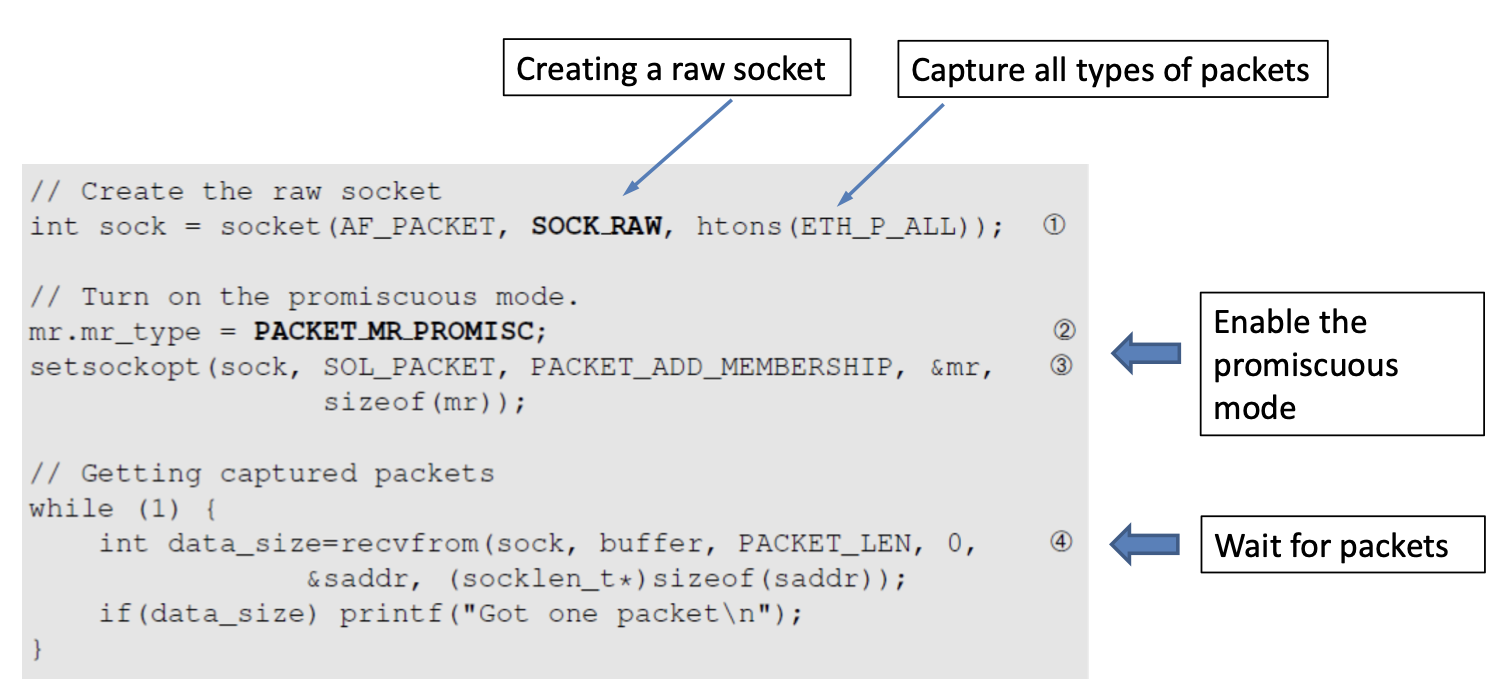 Creating a raw socket
Capture all types of packets
// Create the raw socket
int sock = socket(AF_PACKET, SOCK_RAW, htons(ETH_P_ALL)); ①
// Turn on the promiscuous mode.
mr.mr_type = PACKET_MR_PROMISC; ②
setsockopt(sock, SOL_PACKET, PACKET_ADD_MEMBERSHIP, &mr, ③
sizeof(mr));
Enable the
promiscuous
mode
// Getting captured packets
while (1) {
int data_size=recvfrom(sock, buffer, PACKET_LEN, 0, ④
&saddr, (socklen_t*)sizeof(saddr));
if(data_size) printf("Got one packet\n");
}
Wait for packets